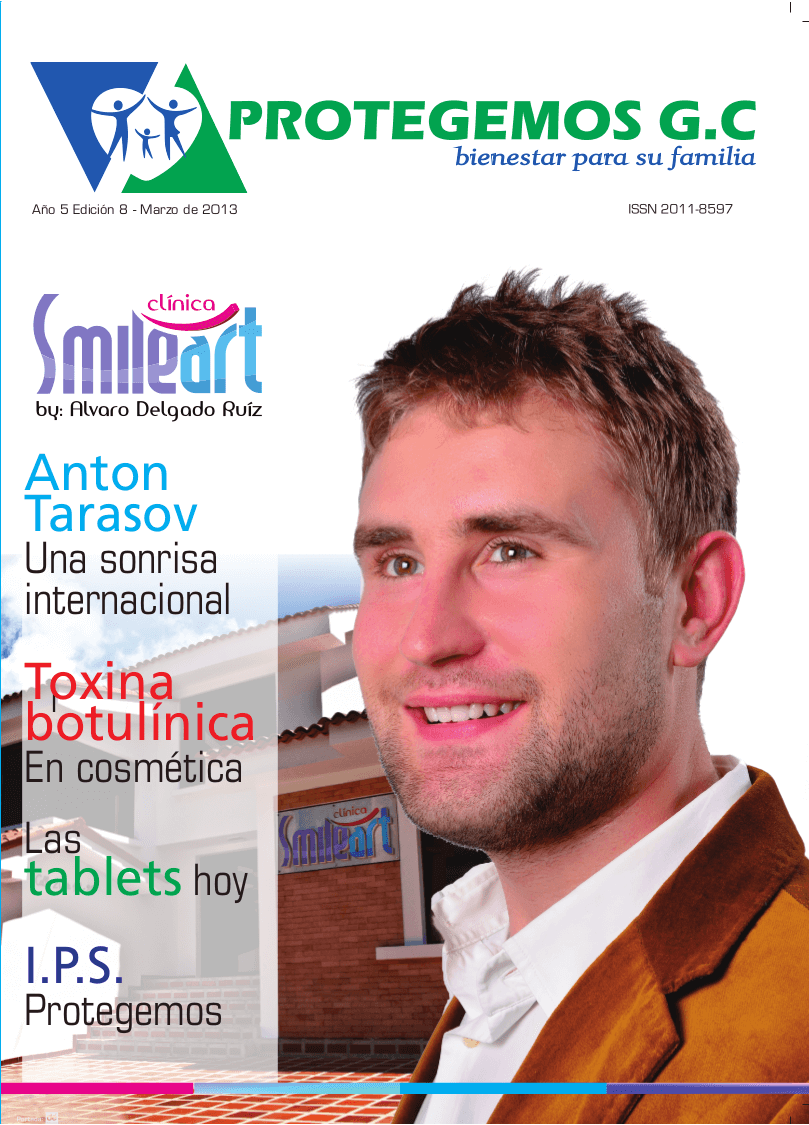 PROTEGEMOS G.C
bienestar para su familia
Año 5 Edición 8 - Marzo de 2013
ISSN 2011-8597
clínica
Smileart
by: Alvaro Delgado Ruíz
Anton
Tarasov
Una sonrisa
internacional
Toxina
botulínica
En cosmética
clínica
Smileart
Las
tablets hoy
I.P.S.
Protegemos